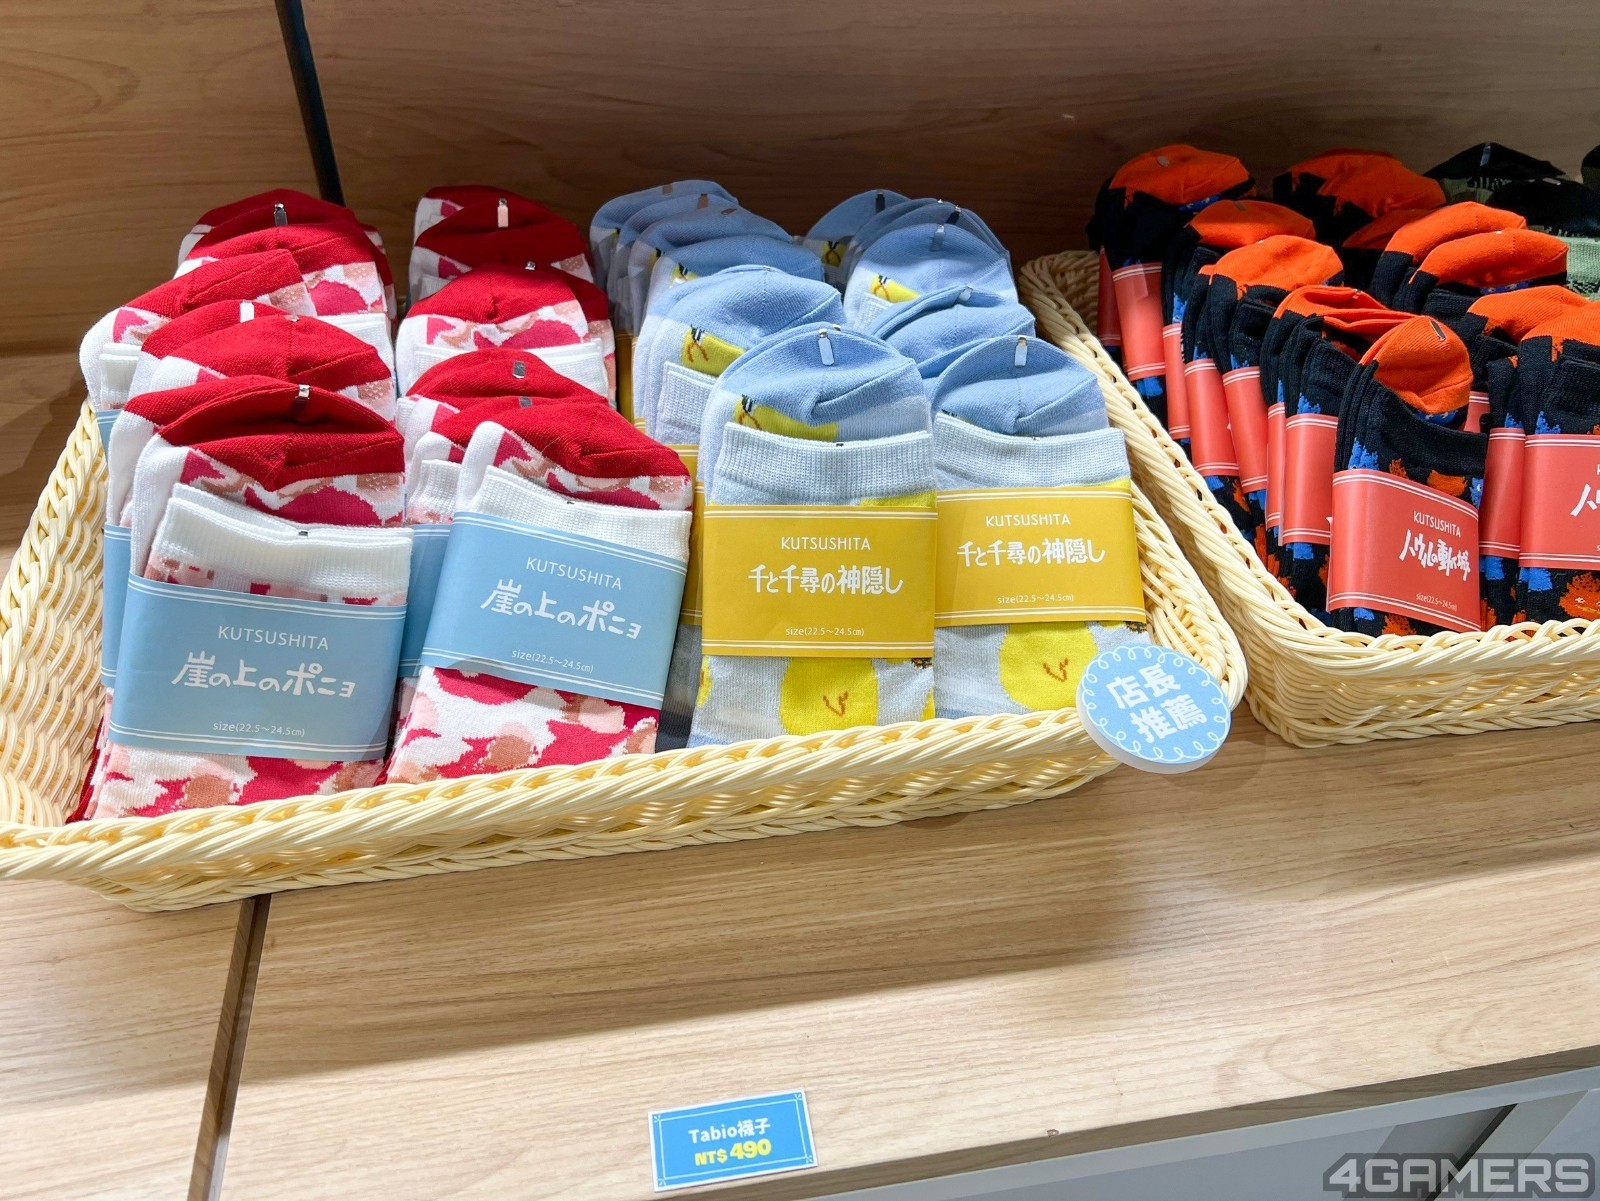 KUTSUSHITA
崖の上のポニョ
size(22.5～24.5cm)
KUTSUSHITA
崖の上のポニョ
size(22.5～24.5cm)
KUTSUSHITA
千と千尋の神隠し
size(22.5～24.5cm)
KUTSUSHITA
千と千尋の神隠し
size(22.5～24.5cm)
店長
推薦
KUTSUSHITA
ハウルの動く城
Tabio襪子
NT$490
4GAMERS